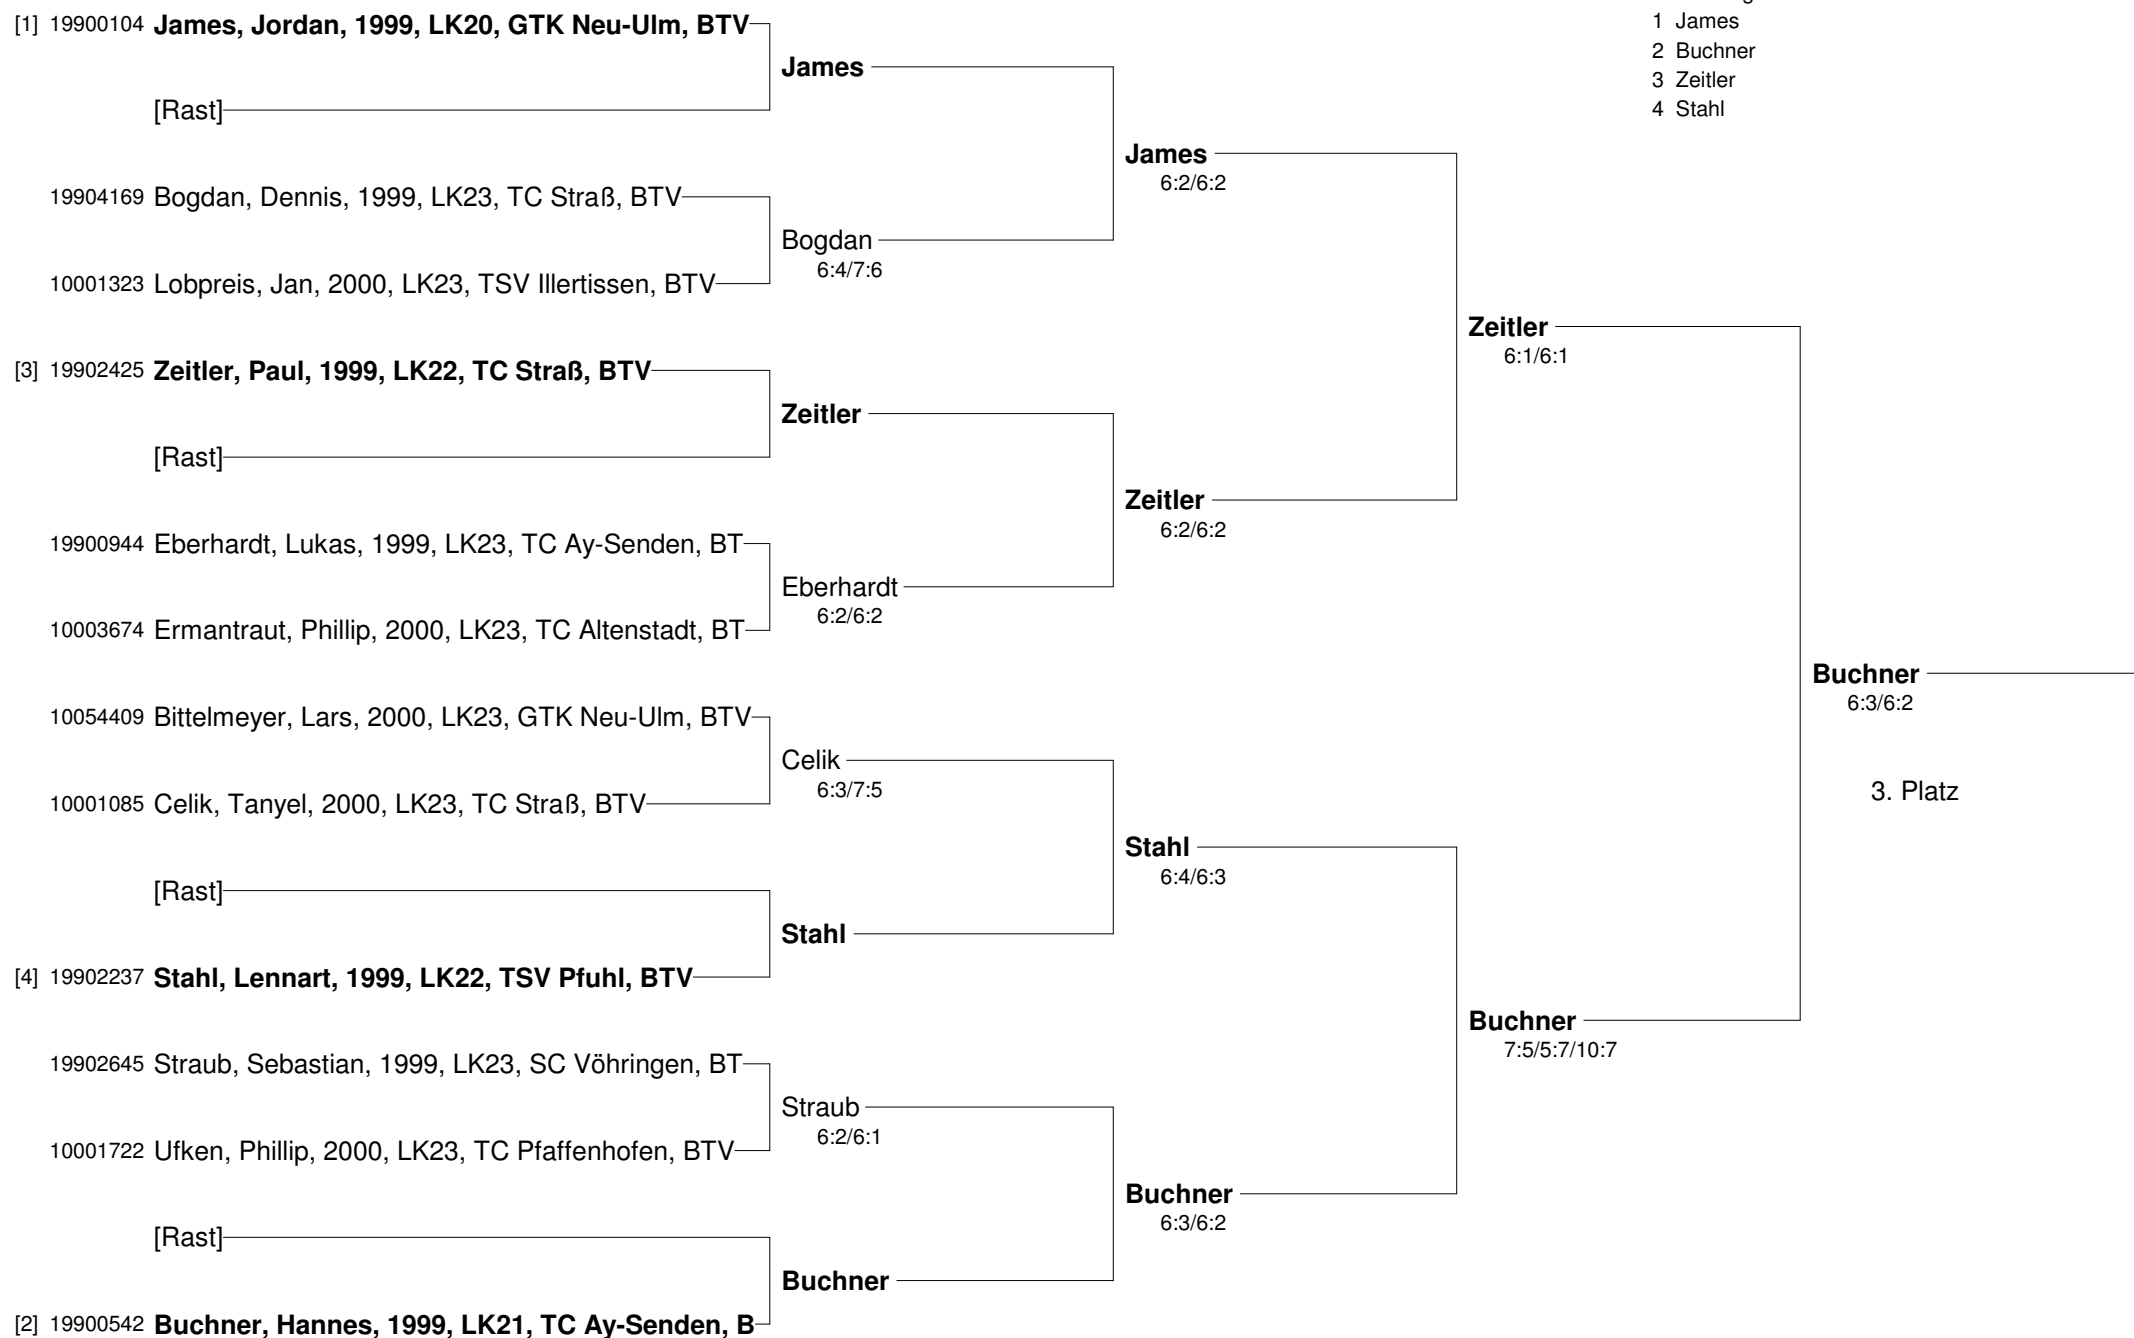 [1] 19900104 James, Jordan, 1999, LK20, GTK Neu-Ulm, BTV
1 James
2 Buchner
3 Zeitler
4 Stahl
James
[Rast]
James
6:2/6:2
19904169 Bogdan, Dennis, 1999, LK23, TC Straß, BTV
Bogdan
6:4/7:6
10001323 Lobpreis, Jan, 2000, LK23, TSV Illertissen, BTV
Zeitler
6:1/6:1
[3] 19902425 Zeitler, Paul, 1999, LK22, TC Straß, BTV
Zeitler
[Rast]
Zeitler
6:2/6:2
19900944 Eberhardt, Lukas, 1999, LK23, TC Ay-Senden, BT
Eberhardt
6:2/6:2
10003674 Ermantraut, Phillip, 2000, LK23, TC Altenstadt, BT
Buchner
6:3/6:2
10054409 Bittelmeyer, Lars, 2000, LK23, GTK Neu-Ulm, BTV
Celik
6:3/7:5
3. Platz
10001085 Celik, Tanyel, 2000, LK23, TC Straß, BTV
Stahl
6:4/6:3
[Rast]
Stahl
[4] 19902237 Stahl, Lennart, 1999, LK22, TSV Pfuhl, BTV
Buchner
7:5/5:7/10:7
19902645 Straub, Sebastian, 1999, LK23, SC Vöhringen, BT
Straub
6:2/6:1
10001722 Ufken, Phillip, 2000, LK23, TC Pfaffenhofen, BTV
Buchner
6:3/6:2
[Rast]
Buchner
[2] 19900542 Buchner, Hannes, 1999, LK21, TC Ay-Senden, B